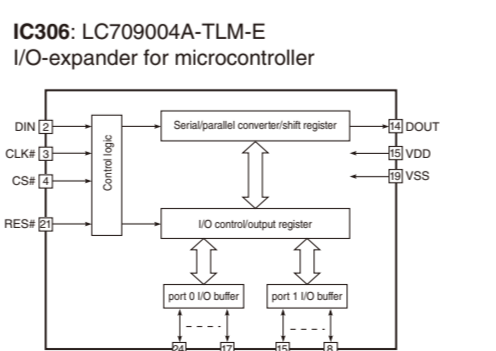 IC306: LC709004A-TLM-E
I/O-expander for microcontroller
DIN 2
Serial/parallel converter/shift register
14 DOUT
CLK# 3
Control logic
15 VDD
CS# 4
19 VSS
RES# 21
I/O control/output register
port 0 I/O buffer
port 1 I/O buffer
24 17 15 8